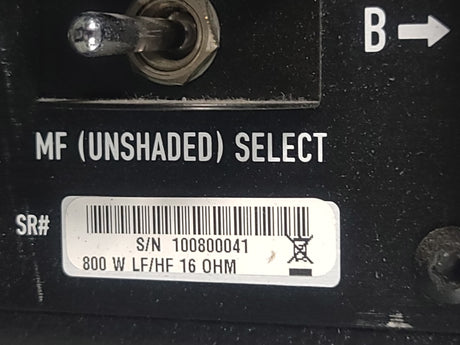 B →
MF (UNSHADED) SELECT
SR#
S/N 100800041
800 W LF/HF 16 OHM